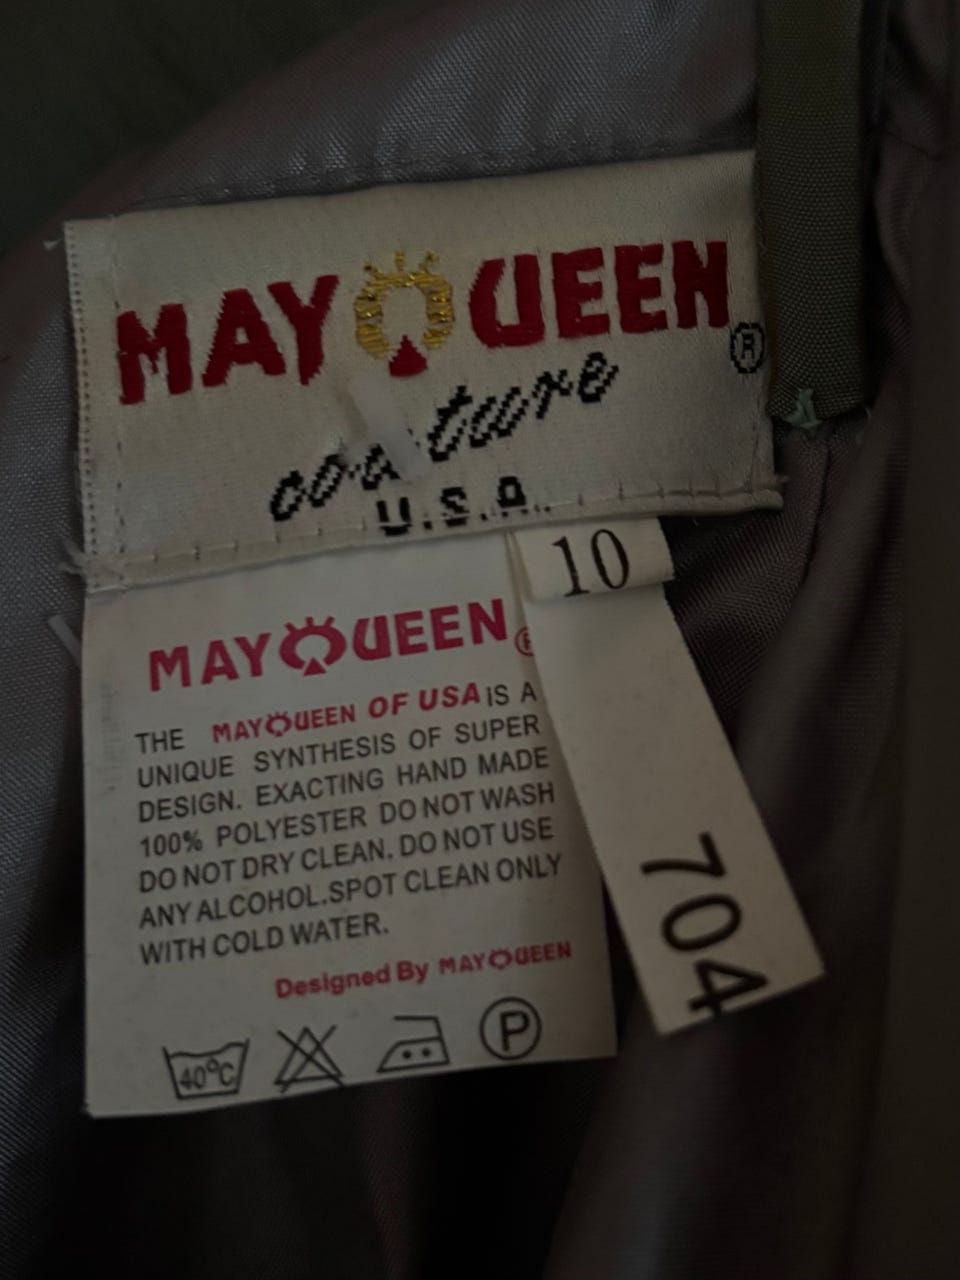 MAY QUEEN ®
couture
U.S.A.
10
MAYQUEEN ®
THE MAYQUEEN OF USA IS A
UNIQUE SYNTHESIS OF SUPER
DESIGN. EXACTING HAND MADE
100% POLYESTER DO NOT WASH
DO NOT DRY CLEAN. DO NOT USE
ANY ALCOHOL.SPOT CLEAN ONLY
WITH COLD WATER.
Designed By MAYQUEEN
40°C P
704